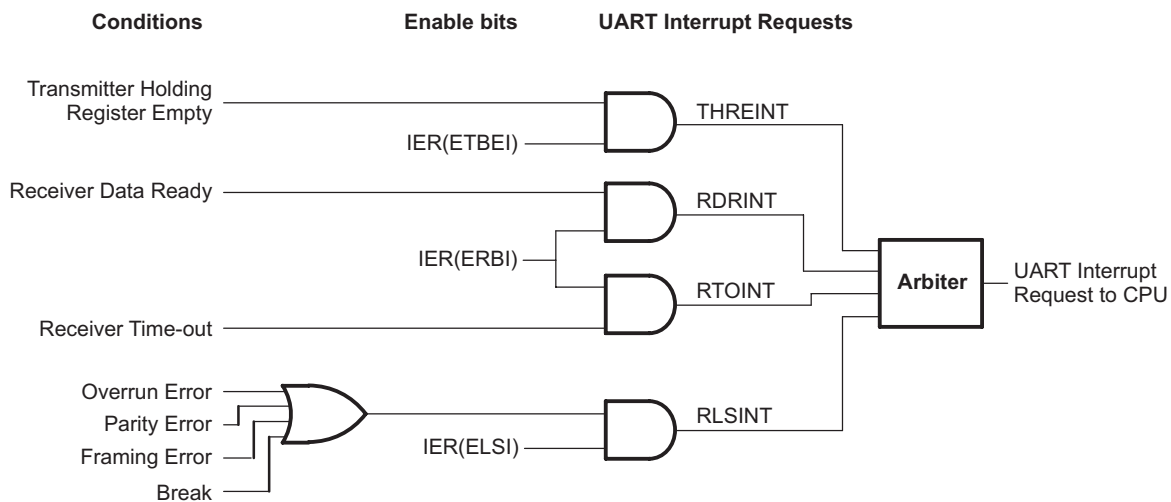 Conditions
Enable bits
UART Interrupt Requests
Transmitter Holding
Register Empty
THREINT
IER(ETBEI)
Receiver Data Ready
RDRINT
IER(ERBI)
Arbiter
UART Interrupt
Request to CPU
RTOINT
Receiver Time-out
Overrun Error
Parity Error
Framing Error
Break
RLSINT
IER(ELSI)